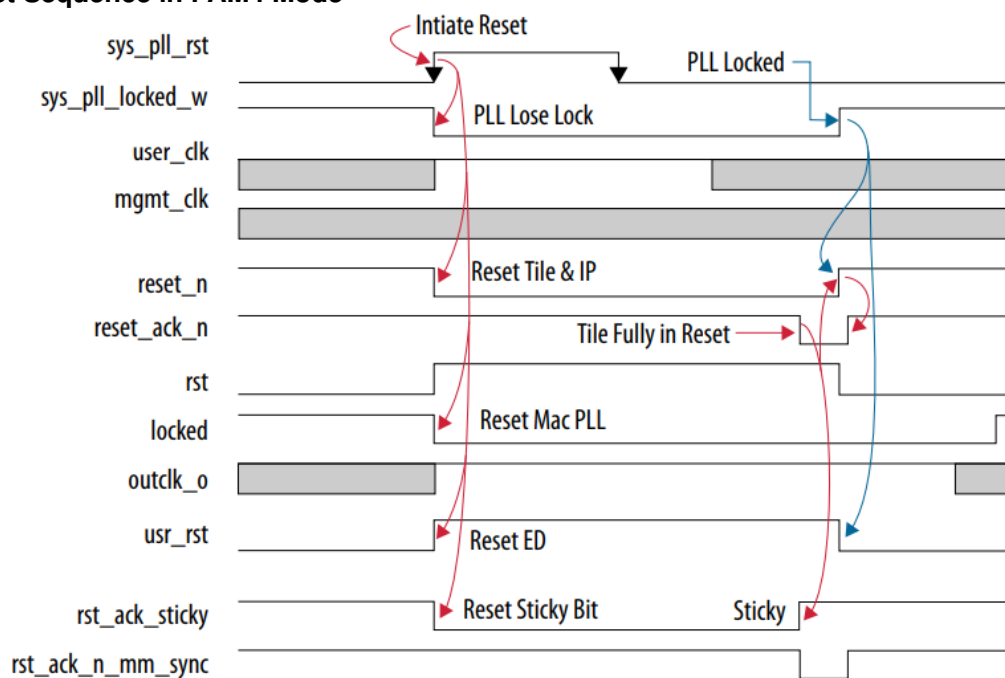 Intiate Reset
sys_pll_rst
PLL Locked
sys_pll_locked_w
PLL Lose Lock
user_clk
mgmt_clk
reset_n
Reset Tile & IP
reset_ack_n
Tile Fully in Reset
rst
locked
Reset Mac PLL
outclk_o
usr_rst
Reset ED
rst_ack_sticky
Reset Sticky Bit
Sticky
rst_ack_n_mm_sync